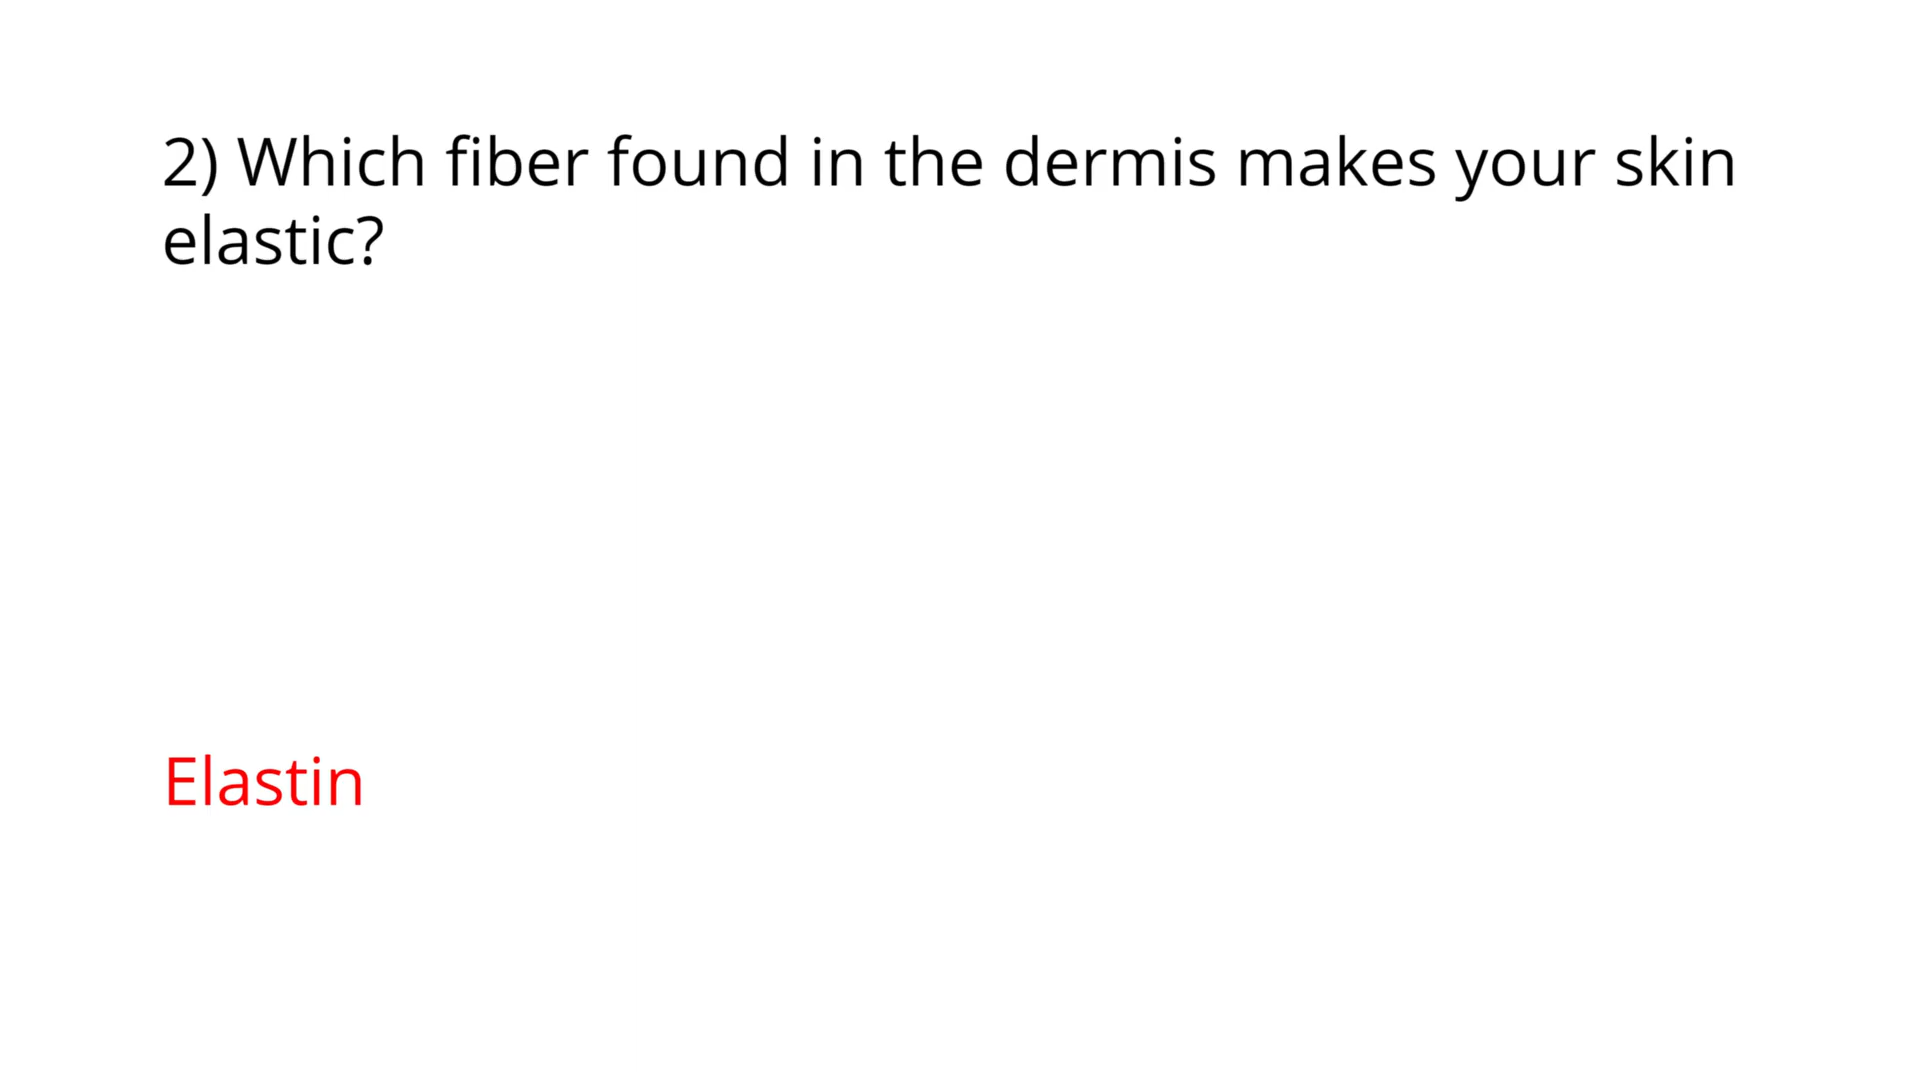 2) Which fiber found in the dermis makes your skin
elastic?
Elastin